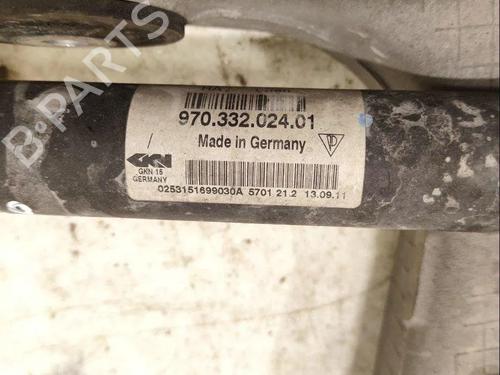 970.332.024.01
Made in Germany
GKN
GKN 15
GERMANY
0253151699030A 5701 21.2 13.09.11
B-PARTS